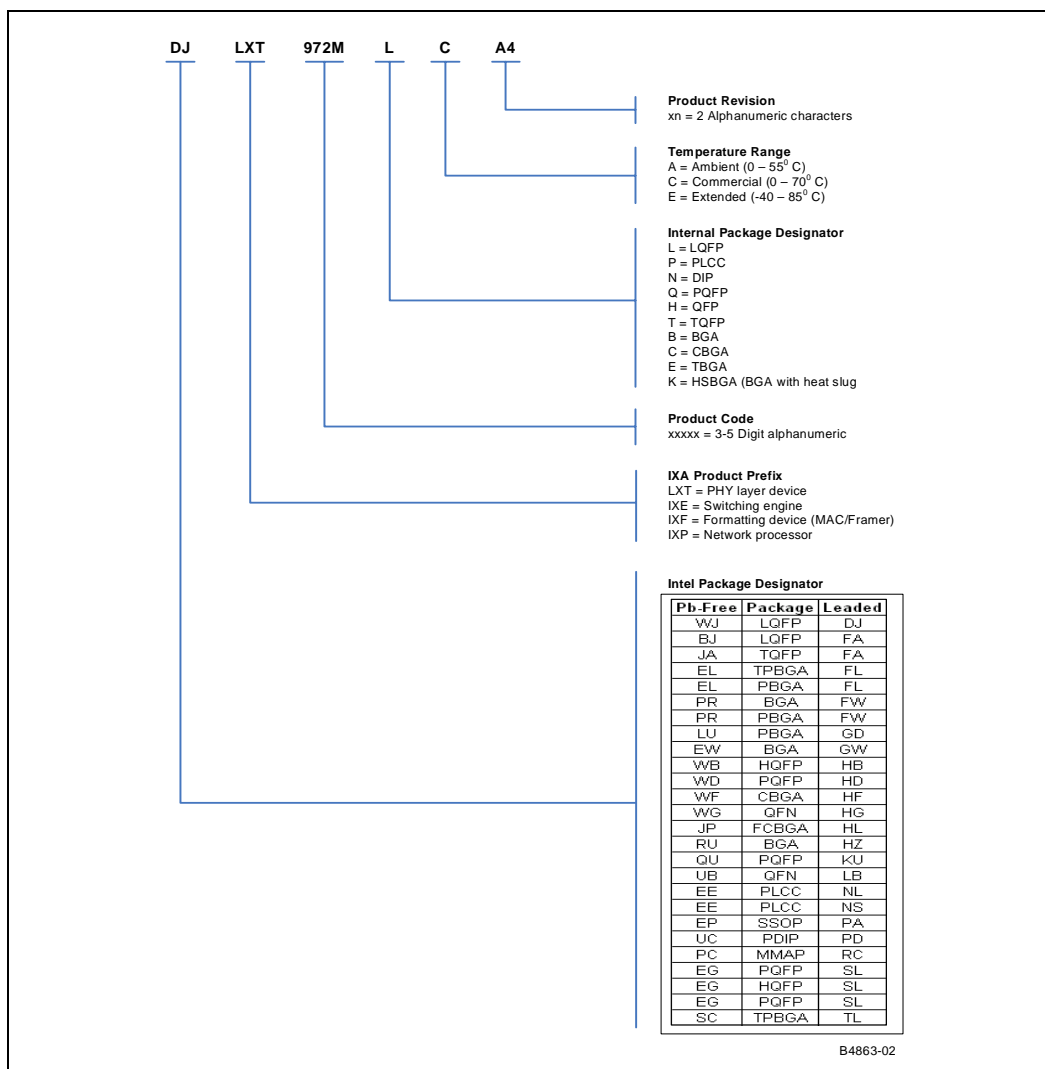 DJ LXT 972M L C A4
Product Revision
xn = 2 Alphanumeric characters
Temperature Range
A = Ambient (0 – 55⁰ C)
C = Commercial (0 – 70⁰ C)
E = Extended (-40 – 85⁰ C)
Internal Package Designator
L = LQFP
P = PLCC
N = DIP
Q = PQFP
H = QFP
T = TQFP
B = BGA
C = CBGA
E = TBGA
K = HSBGA (BGA with heat slug
Product Code
xxxxx = 3-5 Digit alphanumeric
IXA Product Prefix
LXT = PHY layer device
IXE = Switching engine
IXF = Formatting device (MAC/Framer)
IXP = Network processor
Intel Package Designator
Pb-Free Package Leaded
WJ LQFP DJ
BJ LQFP FA
JA TQFP FA
EL TPBGA FL
EL PBGA FL
PR BGA FW
PR PBGA FW
LU PBGA GD
EW BGA GW
WB HQFP HB
WD PQFP HD
WF CBGA HF
WG QFN HG
JP FCBGA HL
RU BGA HZ
QU PQFP KU
UB QFN LB
EE PLCC NL
EE PLCC NS
EP SSOP PA
UC PDIP PD
PC MMAP RC
EG PQFP SL
EG HQFP SL
EG PQFP SL
SC TPBGA TL
B4863-02